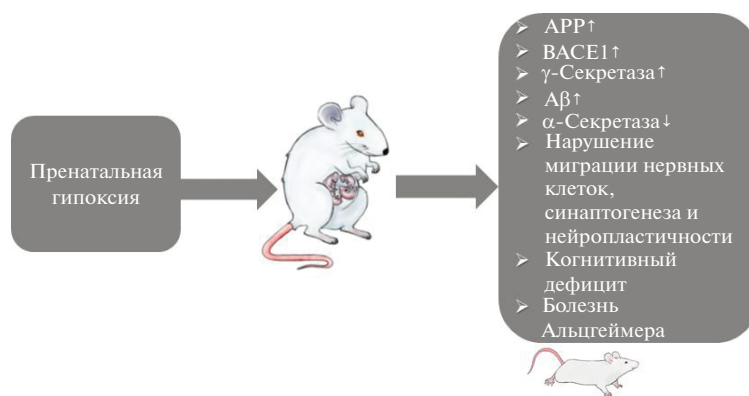 Пренатальная
гипоксия
APP↑
BACE1↑
γ-Секретаза↑
Aβ↑
α-Секретаза↓
Нарушение
миграции нервных
клеток,
синаптогенеза и
нейропластичности
Когнитивный
дефицит
Болезнь
Альцгеймера